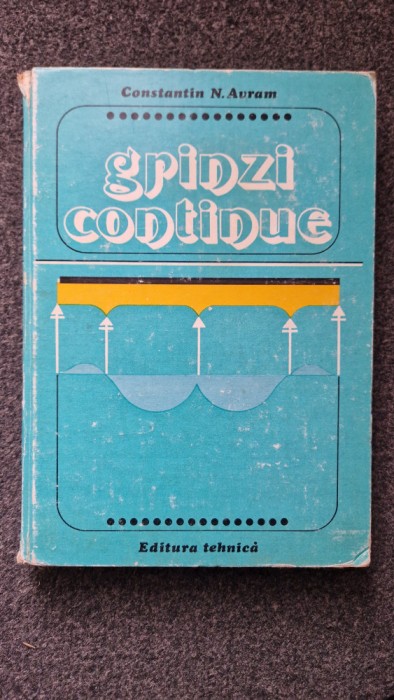 Constantin N. Avram
grinzi
continue
Editura tehnică